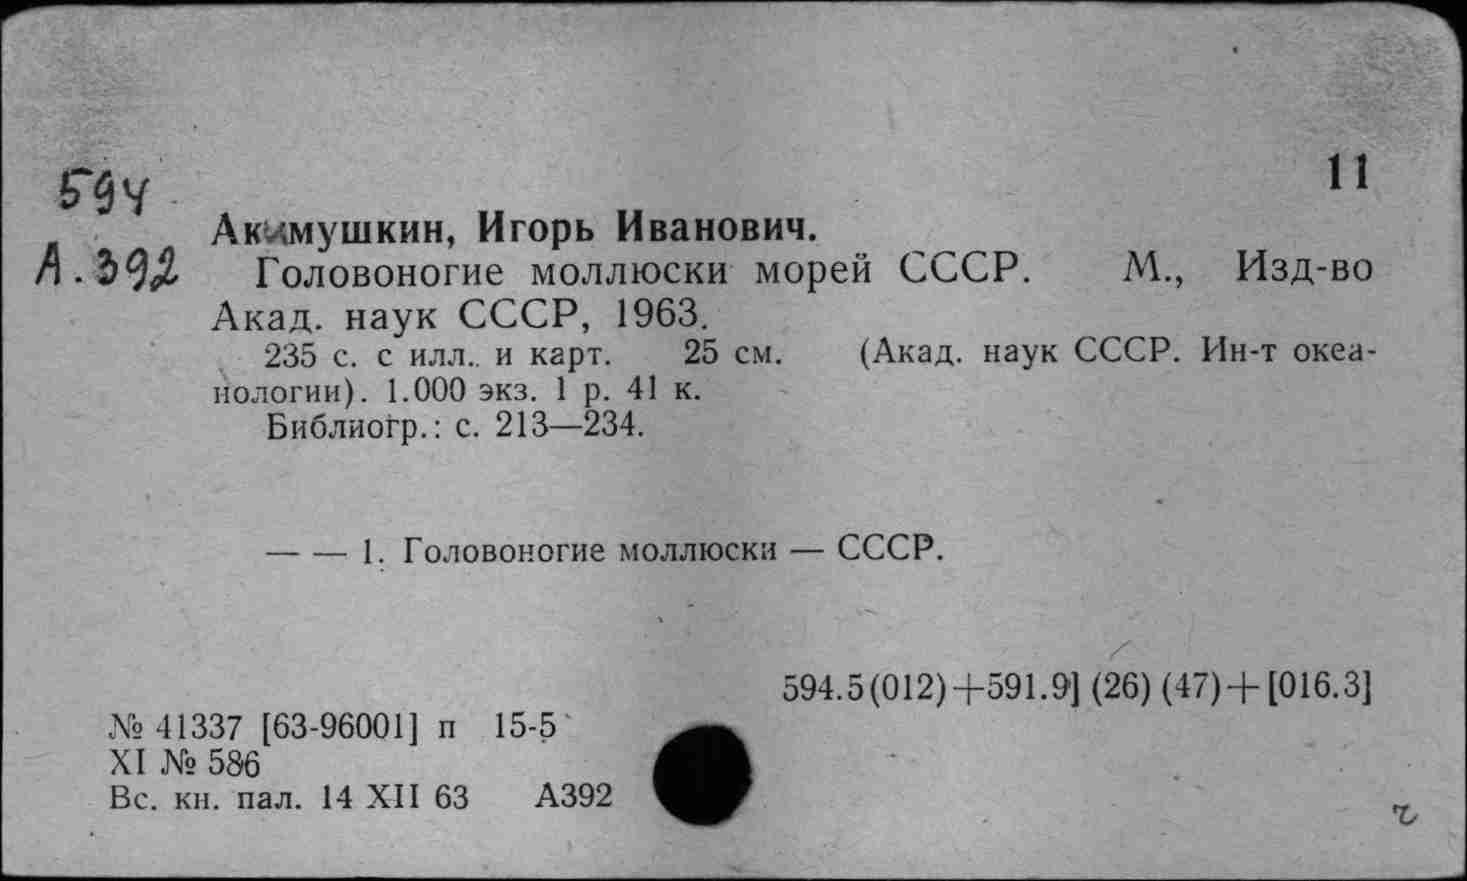 11
594
Акимушкин, Игорь Иванович.
А.392 Головоногие моллюски морей СССР. М., Изд-во
Акад. наук СССР, 1963.
235 с. с илл.. и карт. 25 см. (Акад. наук СССР. Ин-т океа-
нологии). 1.000 экз. 1 р. 41 к.
Библиогр.: с. 213—234.
— — 1. Головоногие моллюски — СССР.
594.5(012)+591.9] (26) (47)+[016.3]
№ 41337 [63-96001] п 15-5
XI № 586
Вс. кн. пал. 14 XII 63 А392